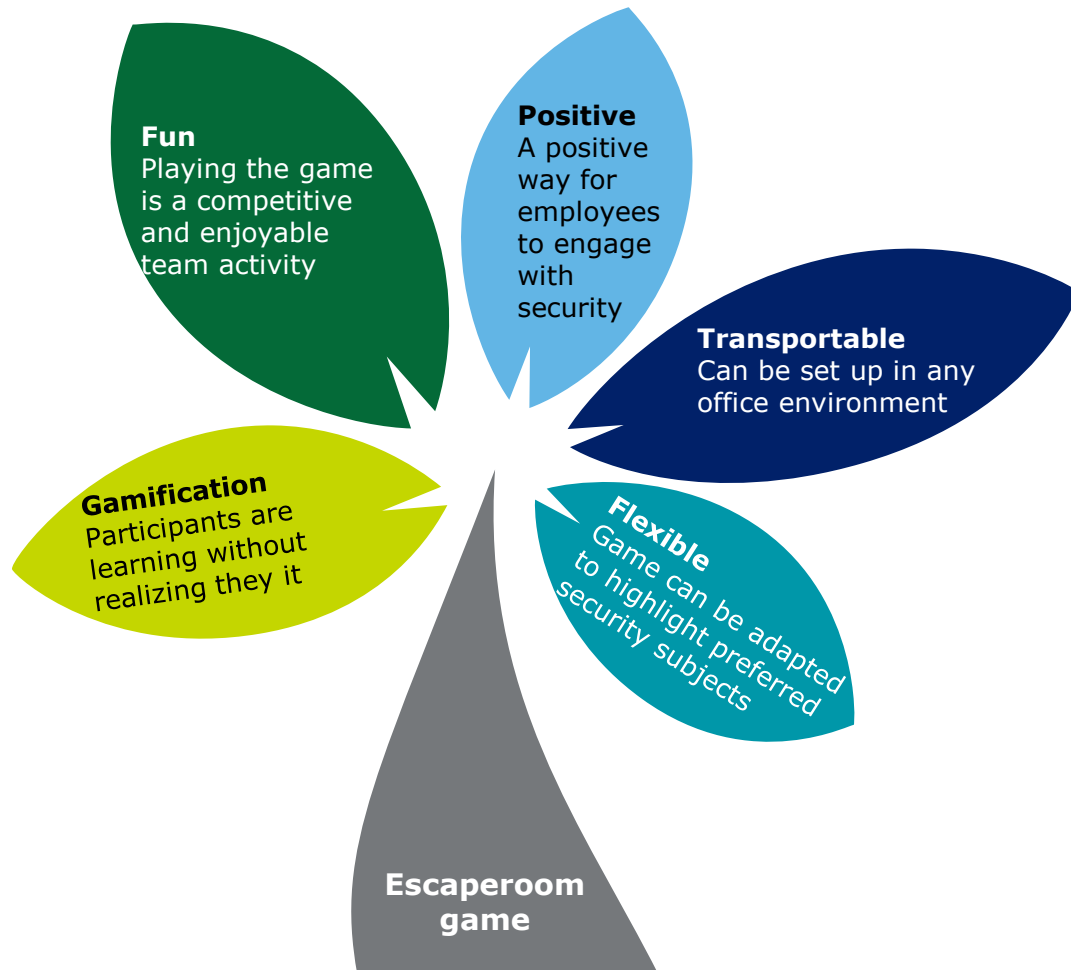 Fun
Playing the game
is a competitive
and enjoyable
team activity
Positive
A positive
way for
employees
to engage
with
security
Transportable
Can be set up in any
office environment
Gamification
Participants are
learning without
realizing they it
Flexible
Game can be adapted
to highlight preferred
security subjects
Escaperoom
game